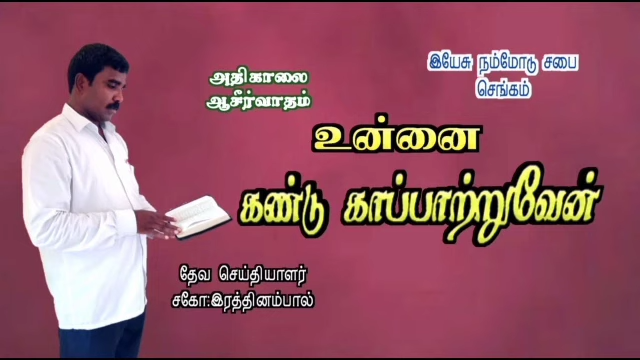 அதிகாலை
ஆசீர்வாதம்
இயேசு நம்மோடு சபை
செங்கம்
உன்னை
கண்டு காப்பாற்றுவேன்
தேவ செய்தியாளர்
சகோ:இரத்தினம்பால்